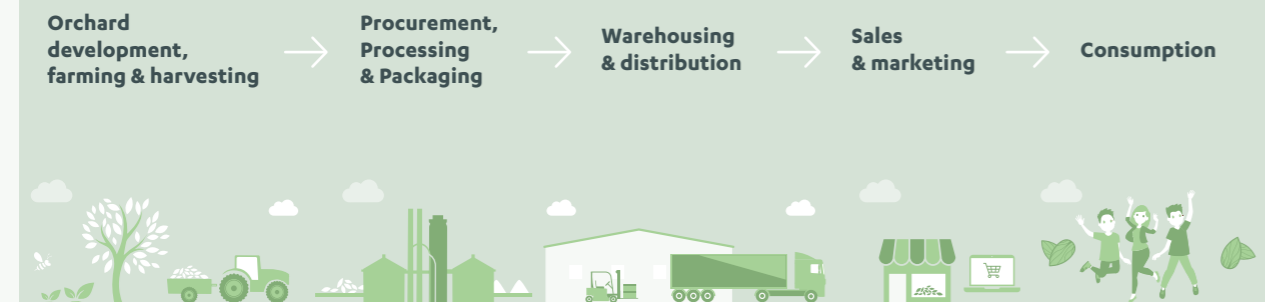 Orchard
development,
farming & harvesting
Procurement,
Processing
& Packaging
Warehousing
& distribution
Sales
& marketing
Consumption